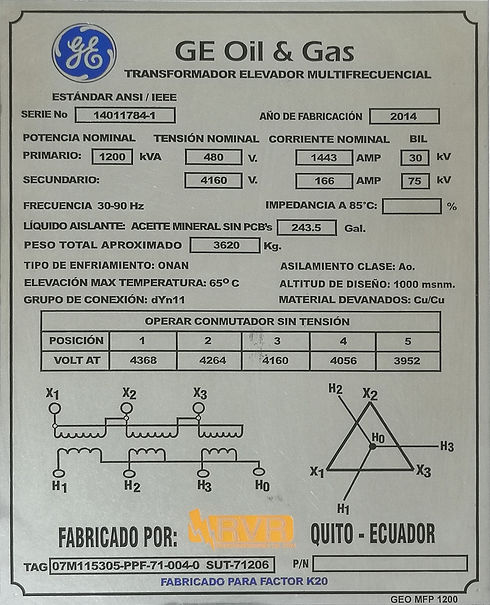 GE
GE Oil & Gas
TRANSFORMADOR ELEVADOR MULTIFRECUENCIAL
ESTÁNDAR ANSI / IEEE
SERIE No 14011784-1 AÑO DE FABRICACIÓN 2014
POTENCIA NOMINAL TENSIÓN NOMINAL CORRIENTE NOMINAL BIL
PRIMARIO: 1200 kVA 480 V. 1443 AMP 30 kV
SECUNDARIO: 4160 V. 166 AMP 75 kV
FRECUENCIA 30-90 Hz IMPEDANCIA A 85°C: %
LÍQUIDO AISLANTE: ACEITE MINERAL SIN PCB's 243.5 Gal.
PESO TOTAL APROXIMADO 3620 Kg.
TIPO DE ENFRIAMIENTO: ONAN ASILAMIENTO CLASE: Ao.
ELEVACIÓN MAX TEMPERATURA: 65º C ALTITUD DE DISEÑO: 1000 msnm.
GRUPO DE CONEXIÓN: dYn11 MATERIAL DEVANADOS: Cu/Cu
OPERAR CONMUTADOR SIN TENSIÓN
POSICIÓN 1 2 3 4 5
VOLT AT 4368 4264 4160 4056 3952
X1 X2 X3
H1 H2 H3 H0
H2 X2
H0 H3
X1 X3
H1
FABRICADO POR: RVR QUITO - ECUADOR
TAG 07M115305-PPF-71-004-0 SUT-71206 P/N
FABRICADO PARA FACTOR K20
GEO MFP 1200